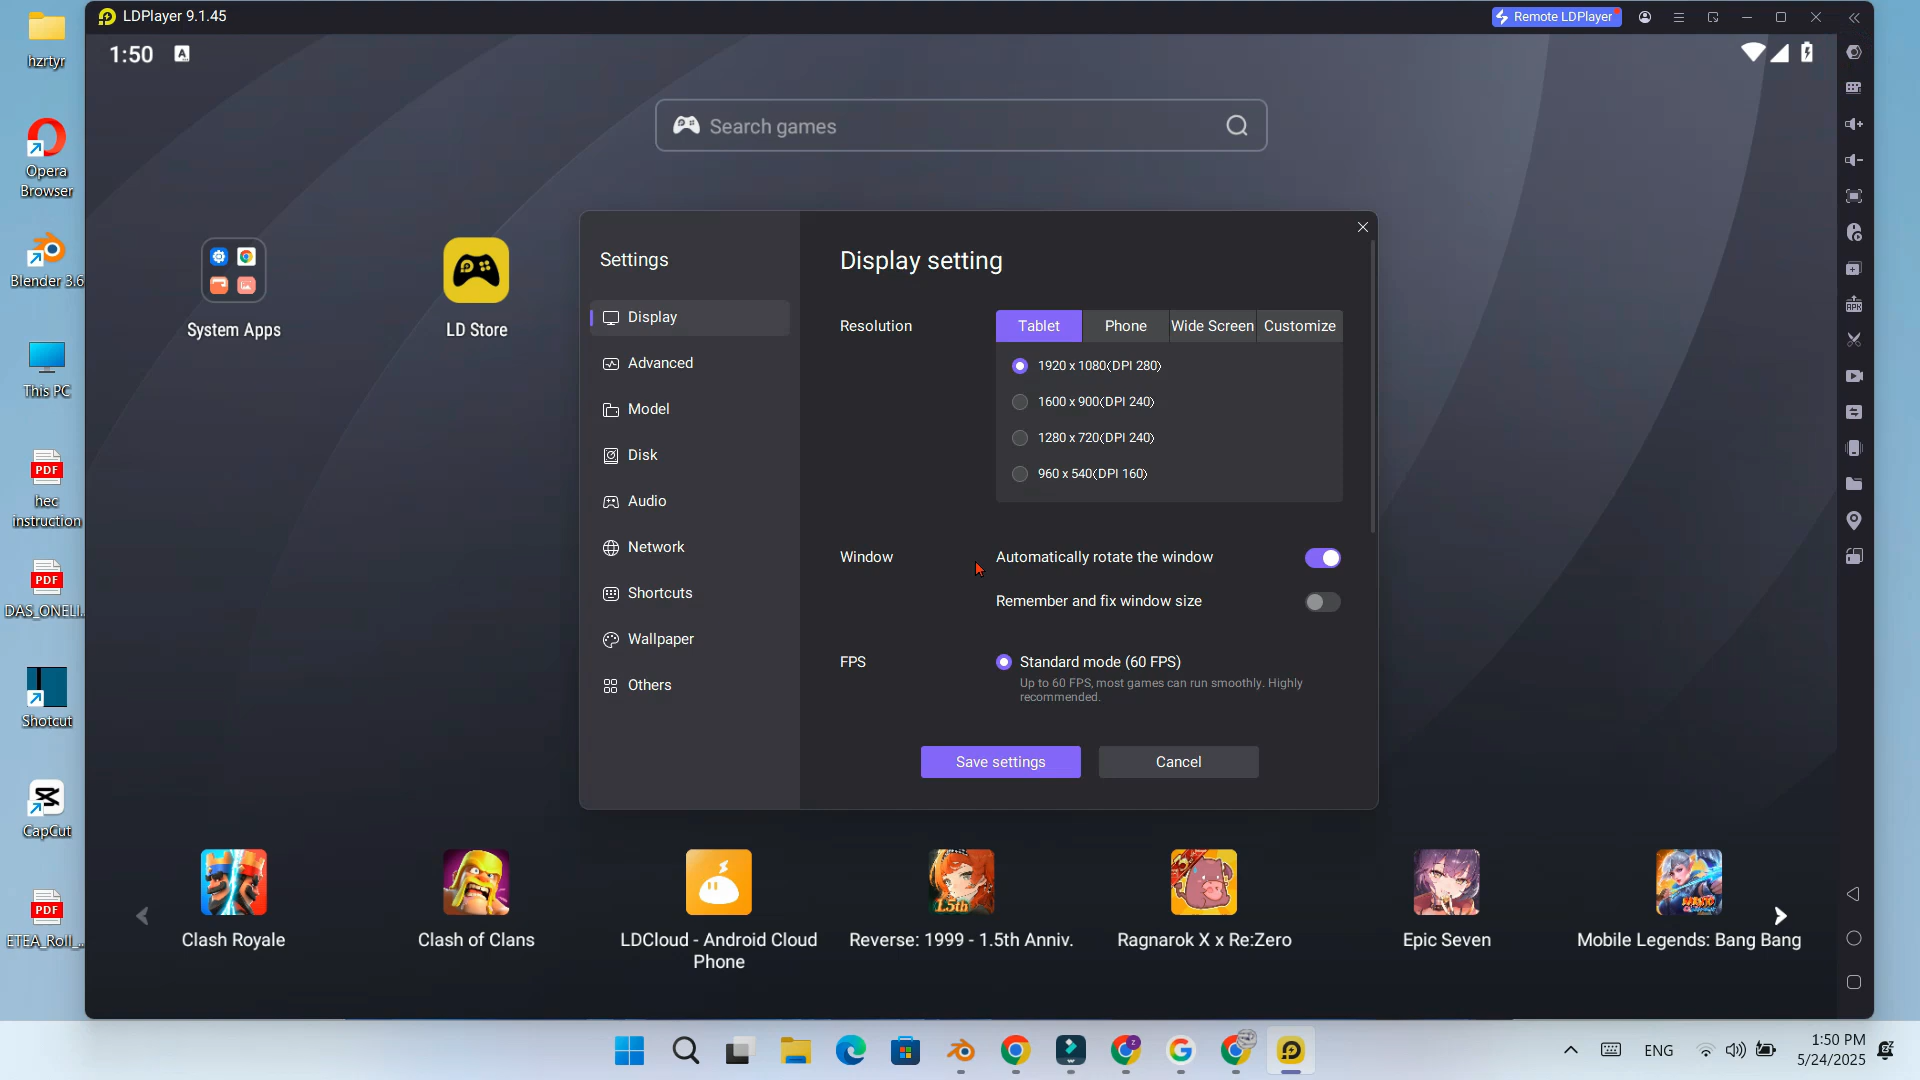 LDPlayer 9.1.45
Remote LDPlayer
1:50
A
Search games
hzrtyr
Opera
Browser
Blender 3.6
This PC
PDF
hec
instruction
PDF
DAS_ONELI...
Shotcut
CapCut
PDF
ETEA_Roll_...
System Apps
LD Store
Settings
Display
Advanced
Model
Disk
Audio
Network
Shortcuts
Wallpaper
Others
Display setting
Resolution
Tablet
Phone
Wide Screen
Customize
1920 x 1080(DPI 280)
1600 x 900(DPI 240)
1280 x 720(DPI 240)
960 x 540(DPI 160)
Window
Automatically rotate the window
Remember and fix window size
FPS
Standard mode (60 FPS)
Up to 60 FPS, most games can run smoothly. Highly
recommended.
Save settings
Cancel
1.5th
Clash Royale
Clash of Clans
LDCloud - Android Cloud
Phone
Reverse: 1999 - 1.5th Anniv.
Ragnarok X x Re:Zero
Epic Seven
Mobile Legends: Bang Bang
ENG
1:50 PM
5/24/2025